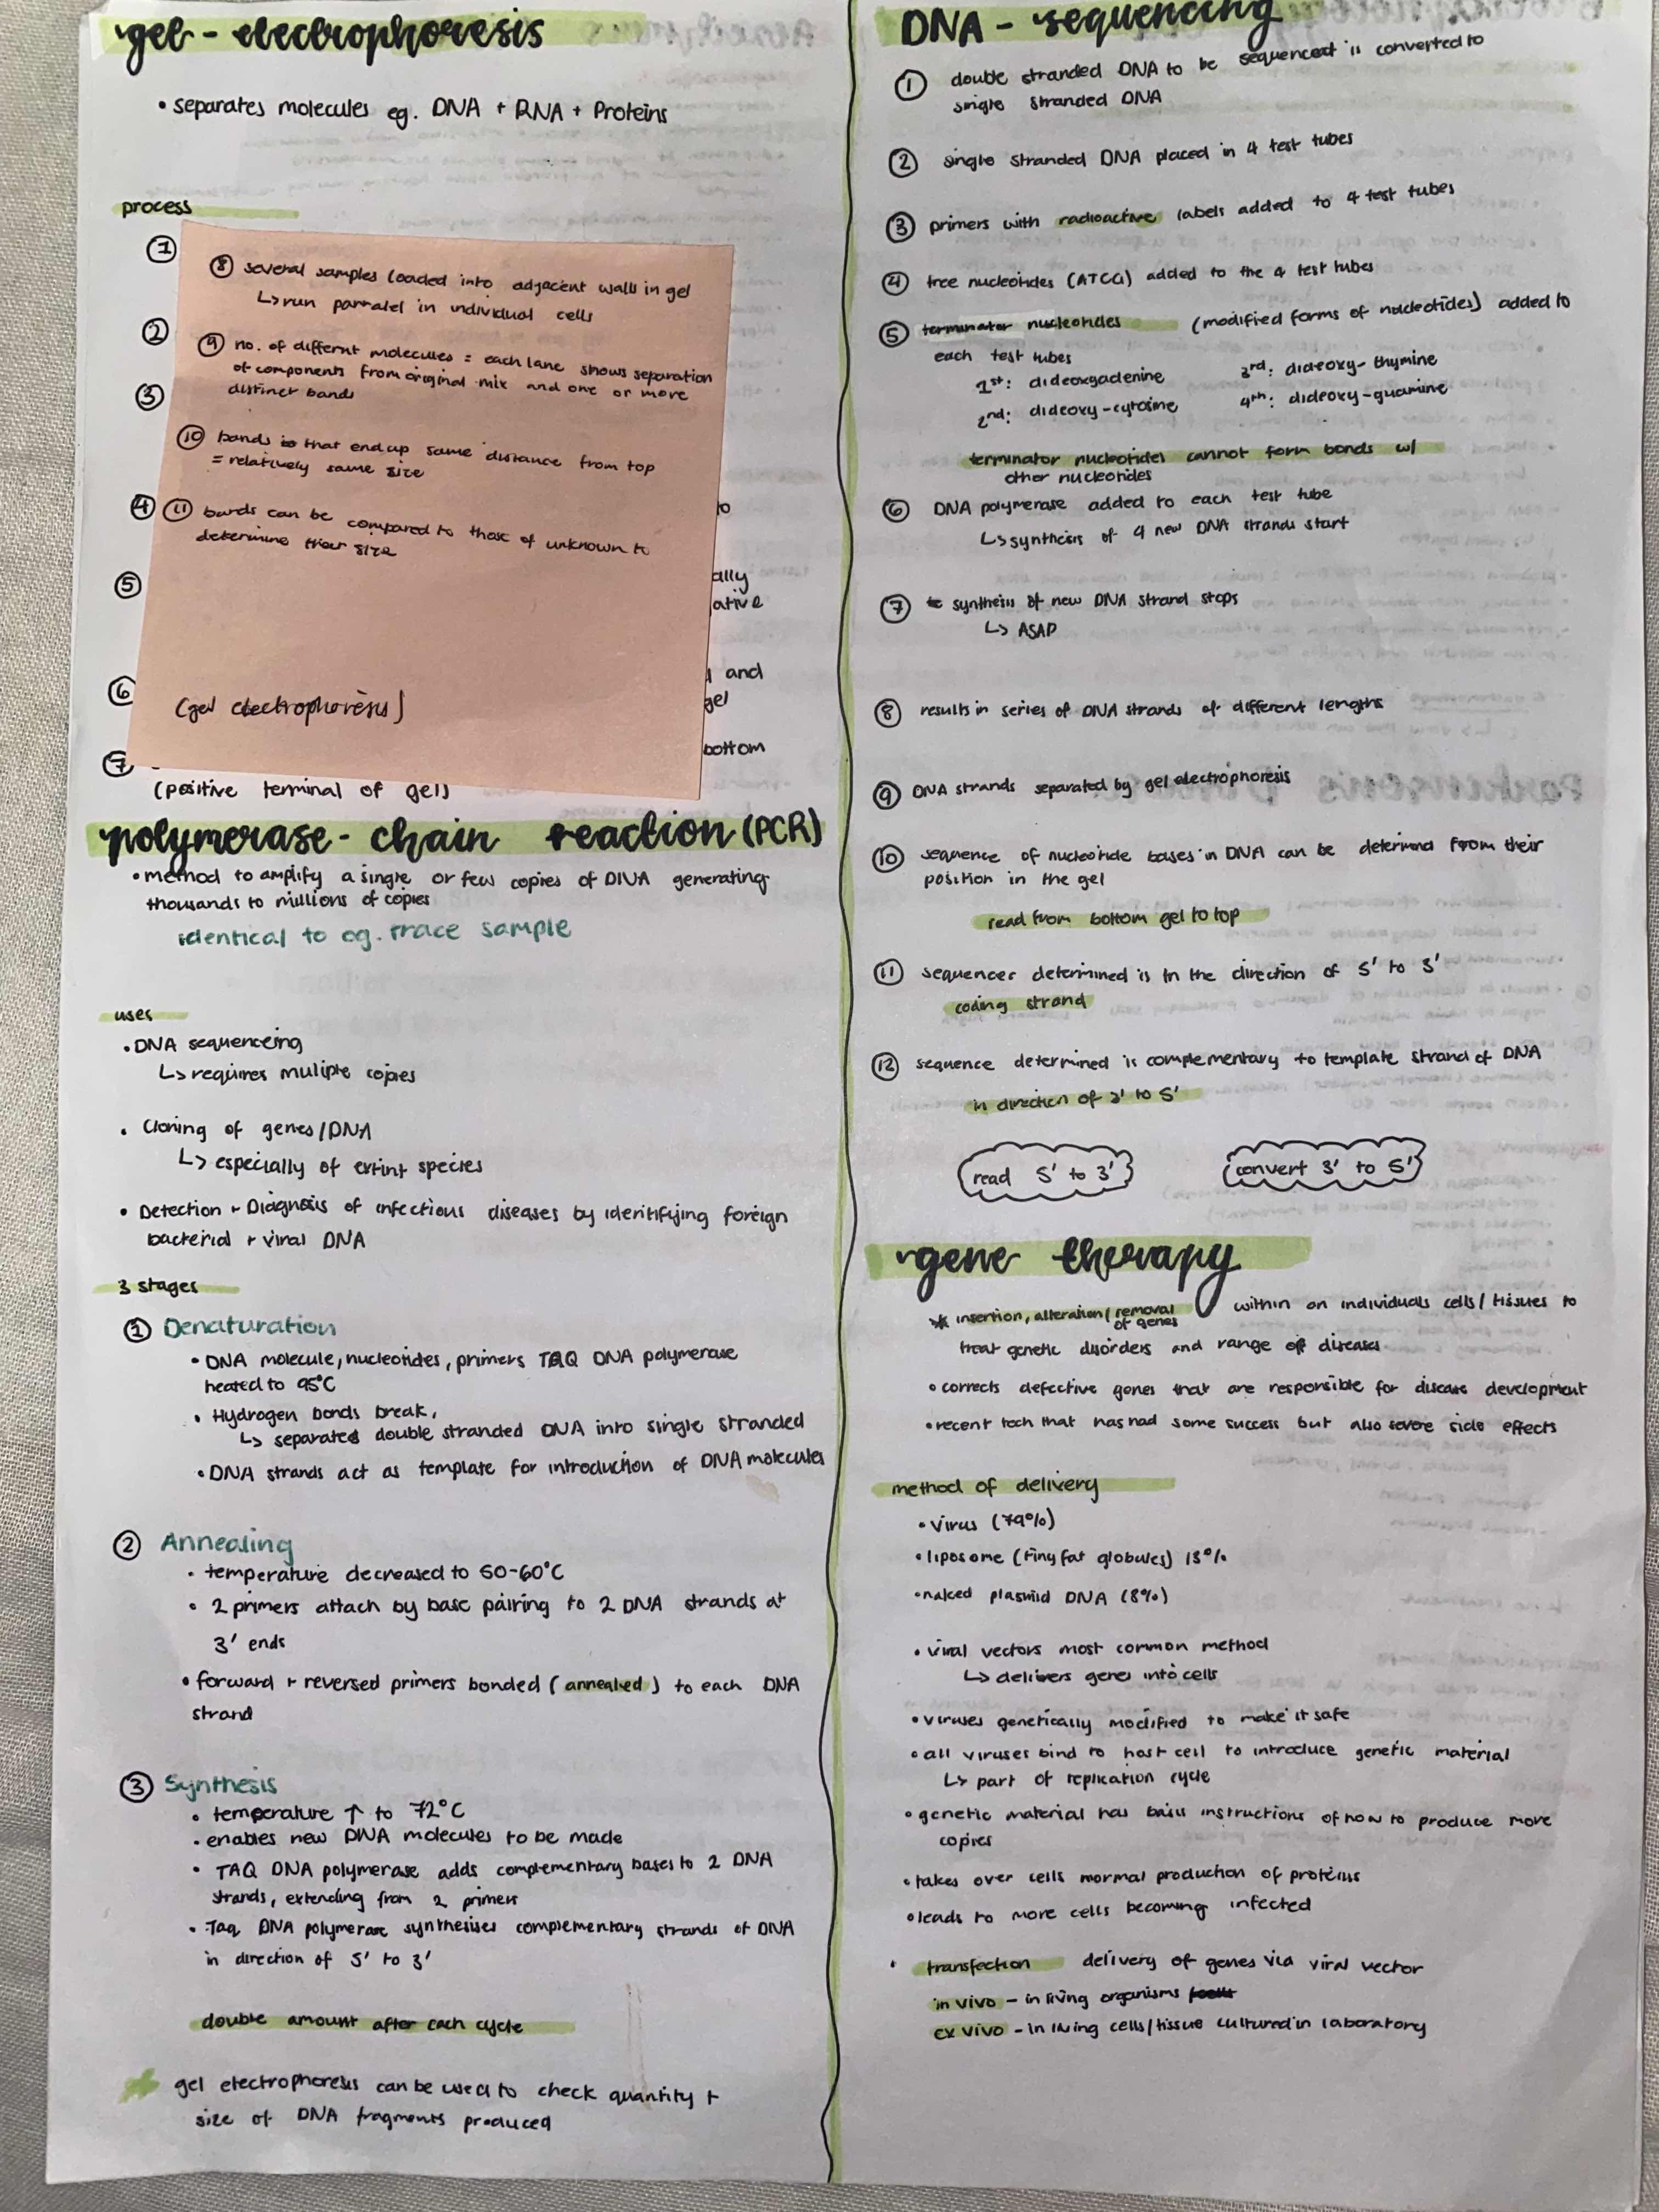 gel - electrophoresis
• separates molecules eg. DNA + RNA + Proteins
process
①
②
③
④
⑤
⑥
⑦
⑧ several samples loaded into adjacent walls in gel
↳ run parralel in individual cells
⑨ no. of differnt molecules = each lane shows separation
of components from original mix and one or more
distinct bands
⑩ bands that end up same distance from top
= relatively same size
⑪ bands can be compared to those of unknown to
determine their size
(gel electrophoresis)
to
ally
ative
and
gel
bottom
(positive terminal of gel)
polymerase - chain reaction (PCR)
• method to amplify a single or few copies of DNA generating
thousands to millions of copies
identical to og. trace sample
uses
• DNA sequenceing
↳ requires muliple copies
• Cloning of genes/DNA
↳ especially of extint species
• Detection + Diagnosis of infectious diseases by identifying foreign
bacterial + viral DNA
3 stages
① Denaturation
• DNA molecule, nucleotides, primers TAQ DNA polymerase
heated to 95°C
• Hydrogen bonds break,
↳ separates double stranded DNA into single stranded
• DNA strands act as template for introduction of DNA molecules
② Annealing
• temperature decreased to 50-60°C
• 2 primers attach by base pairing to 2 DNA strands at
3' ends
• forward + reversed primers bonded (annealed) to each DNA
strand
③ Synthesis
• temperature ↑ to 72°C
• enables new DNA molecules to be made
• TAQ DNA polymerase adds complementary bases to 2 DNA
strands, extending from 2 primers
• Taq DNA polymerase synthesises complementary strands of DNA
in direction of 5' to 3'
double amount after each cycle
gel electrophoresis can be used to check quantity +
size of DNA fragments produced
DNA - sequencing
① double stranded DNA to be sequenced is converted to
single stranded DNA
② single stranded DNA placed in 4 test tubes
③ primers with radioactive labels added to 4 test tubes
④ free nucleotides (ATCG) added to the 4 test tubes
⑤ terminator nucleotides (modified forms of nucleotides) added to
each test tubes
1st: dideoxyadenine 3rd: dideoxy-thymine
2nd: dideoxy-cytosine 4th: dideoxy-guamine
terminator nucleotides cannot form bonds w/
other nucleotides
⑥ DNA polymerase added to each test tube
↳ synthesis of 4 new DNA strands start
⑦ synthesis of new DNA strand stops
↳ ASAP
⑧ results in series of DNA strands of different lengths
⑨ DNA strands separated by gel electrophoresis
⑩ sequence of nucleotide bases in DNA can be determind from their
position in the gel
read from bottom gel to top
⑪ sequencer determined is in the direction of 5' to 3'
coding strand
⑫ sequence determined is complementary to template strand of DNA
in direction of 3' to 5'
read 5' to 3' convert 3' to 5'
gene therapy
* insertion, alteration/removal of genes within on individuals cells/tissues to
treat genetic disorders and range of diseases
• corrects defective genes that are responsible for disease development
• recent tech that has had some success but also severe side effects
method of delivery
• virus (79%)
• liposome (tiny fat globules) 13%
• naked plasmid DNA (8%)
• viral vectors most common method
↳ delivers genes into cells
• viruses genetically modified to make it safe
• all viruses bind to host cell to introduce genetic material
↳ part of replication cycle
• genetic material has basis instructions of how to produce more
copies
• takes over cells mormal production of proteins
• leads to more cells becoming infected
• transfection delivery of genes via viral vector
in vivo - in living organisms
ex vivo - in living cells/tissue cultured in laboratory